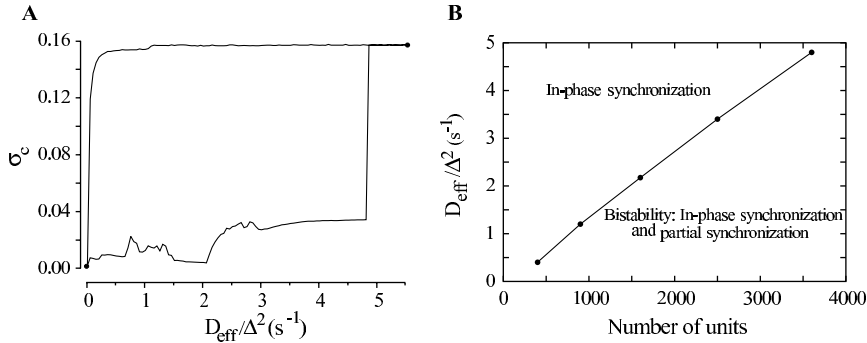 A
σc
0.16
0.12
0.08
0.04
0.00
0 1 2 3 4 5
Deff/Δ² (s⁻¹)
B
Deff/Δ² (s⁻¹)
5
4
3
2
1
0
In-phase synchronization
Bistability: In-phase synchronization
and partial synchronization
0 1000 2000 3000 4000
Number of units